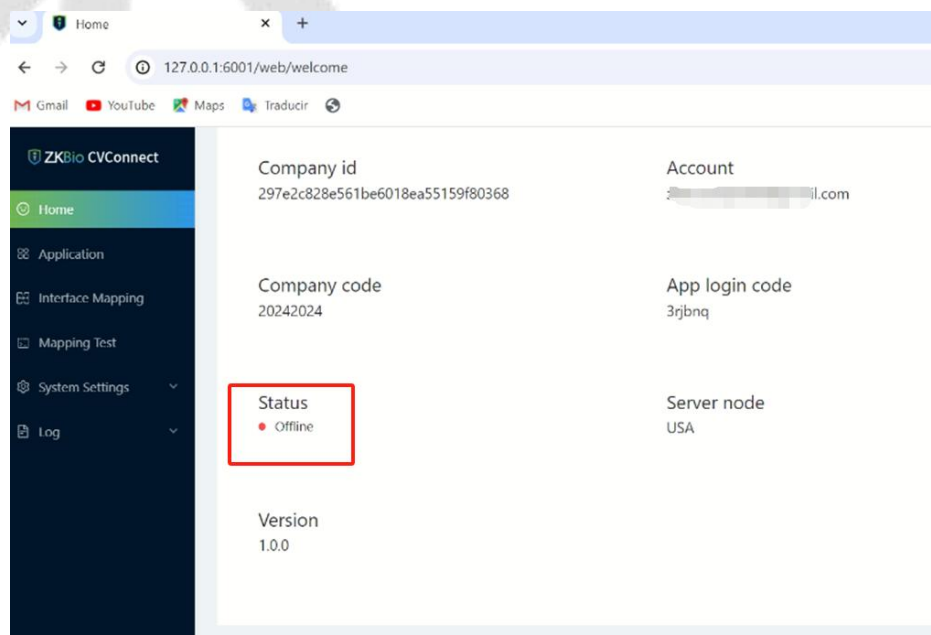 Home
127.0.0.1:6001/web/welcome
Gmail YouTube Maps Traducir
ZKBio CVConnect
Home
Application
Interface Mapping
Mapping Test
System Settings
Log
Company id
297e2c828e561be6018ea55159f80368
Account
il.com
Company code
20242024
App login code
3rjbnq
Status
Offline
Server node
USA
Version
1.0.0